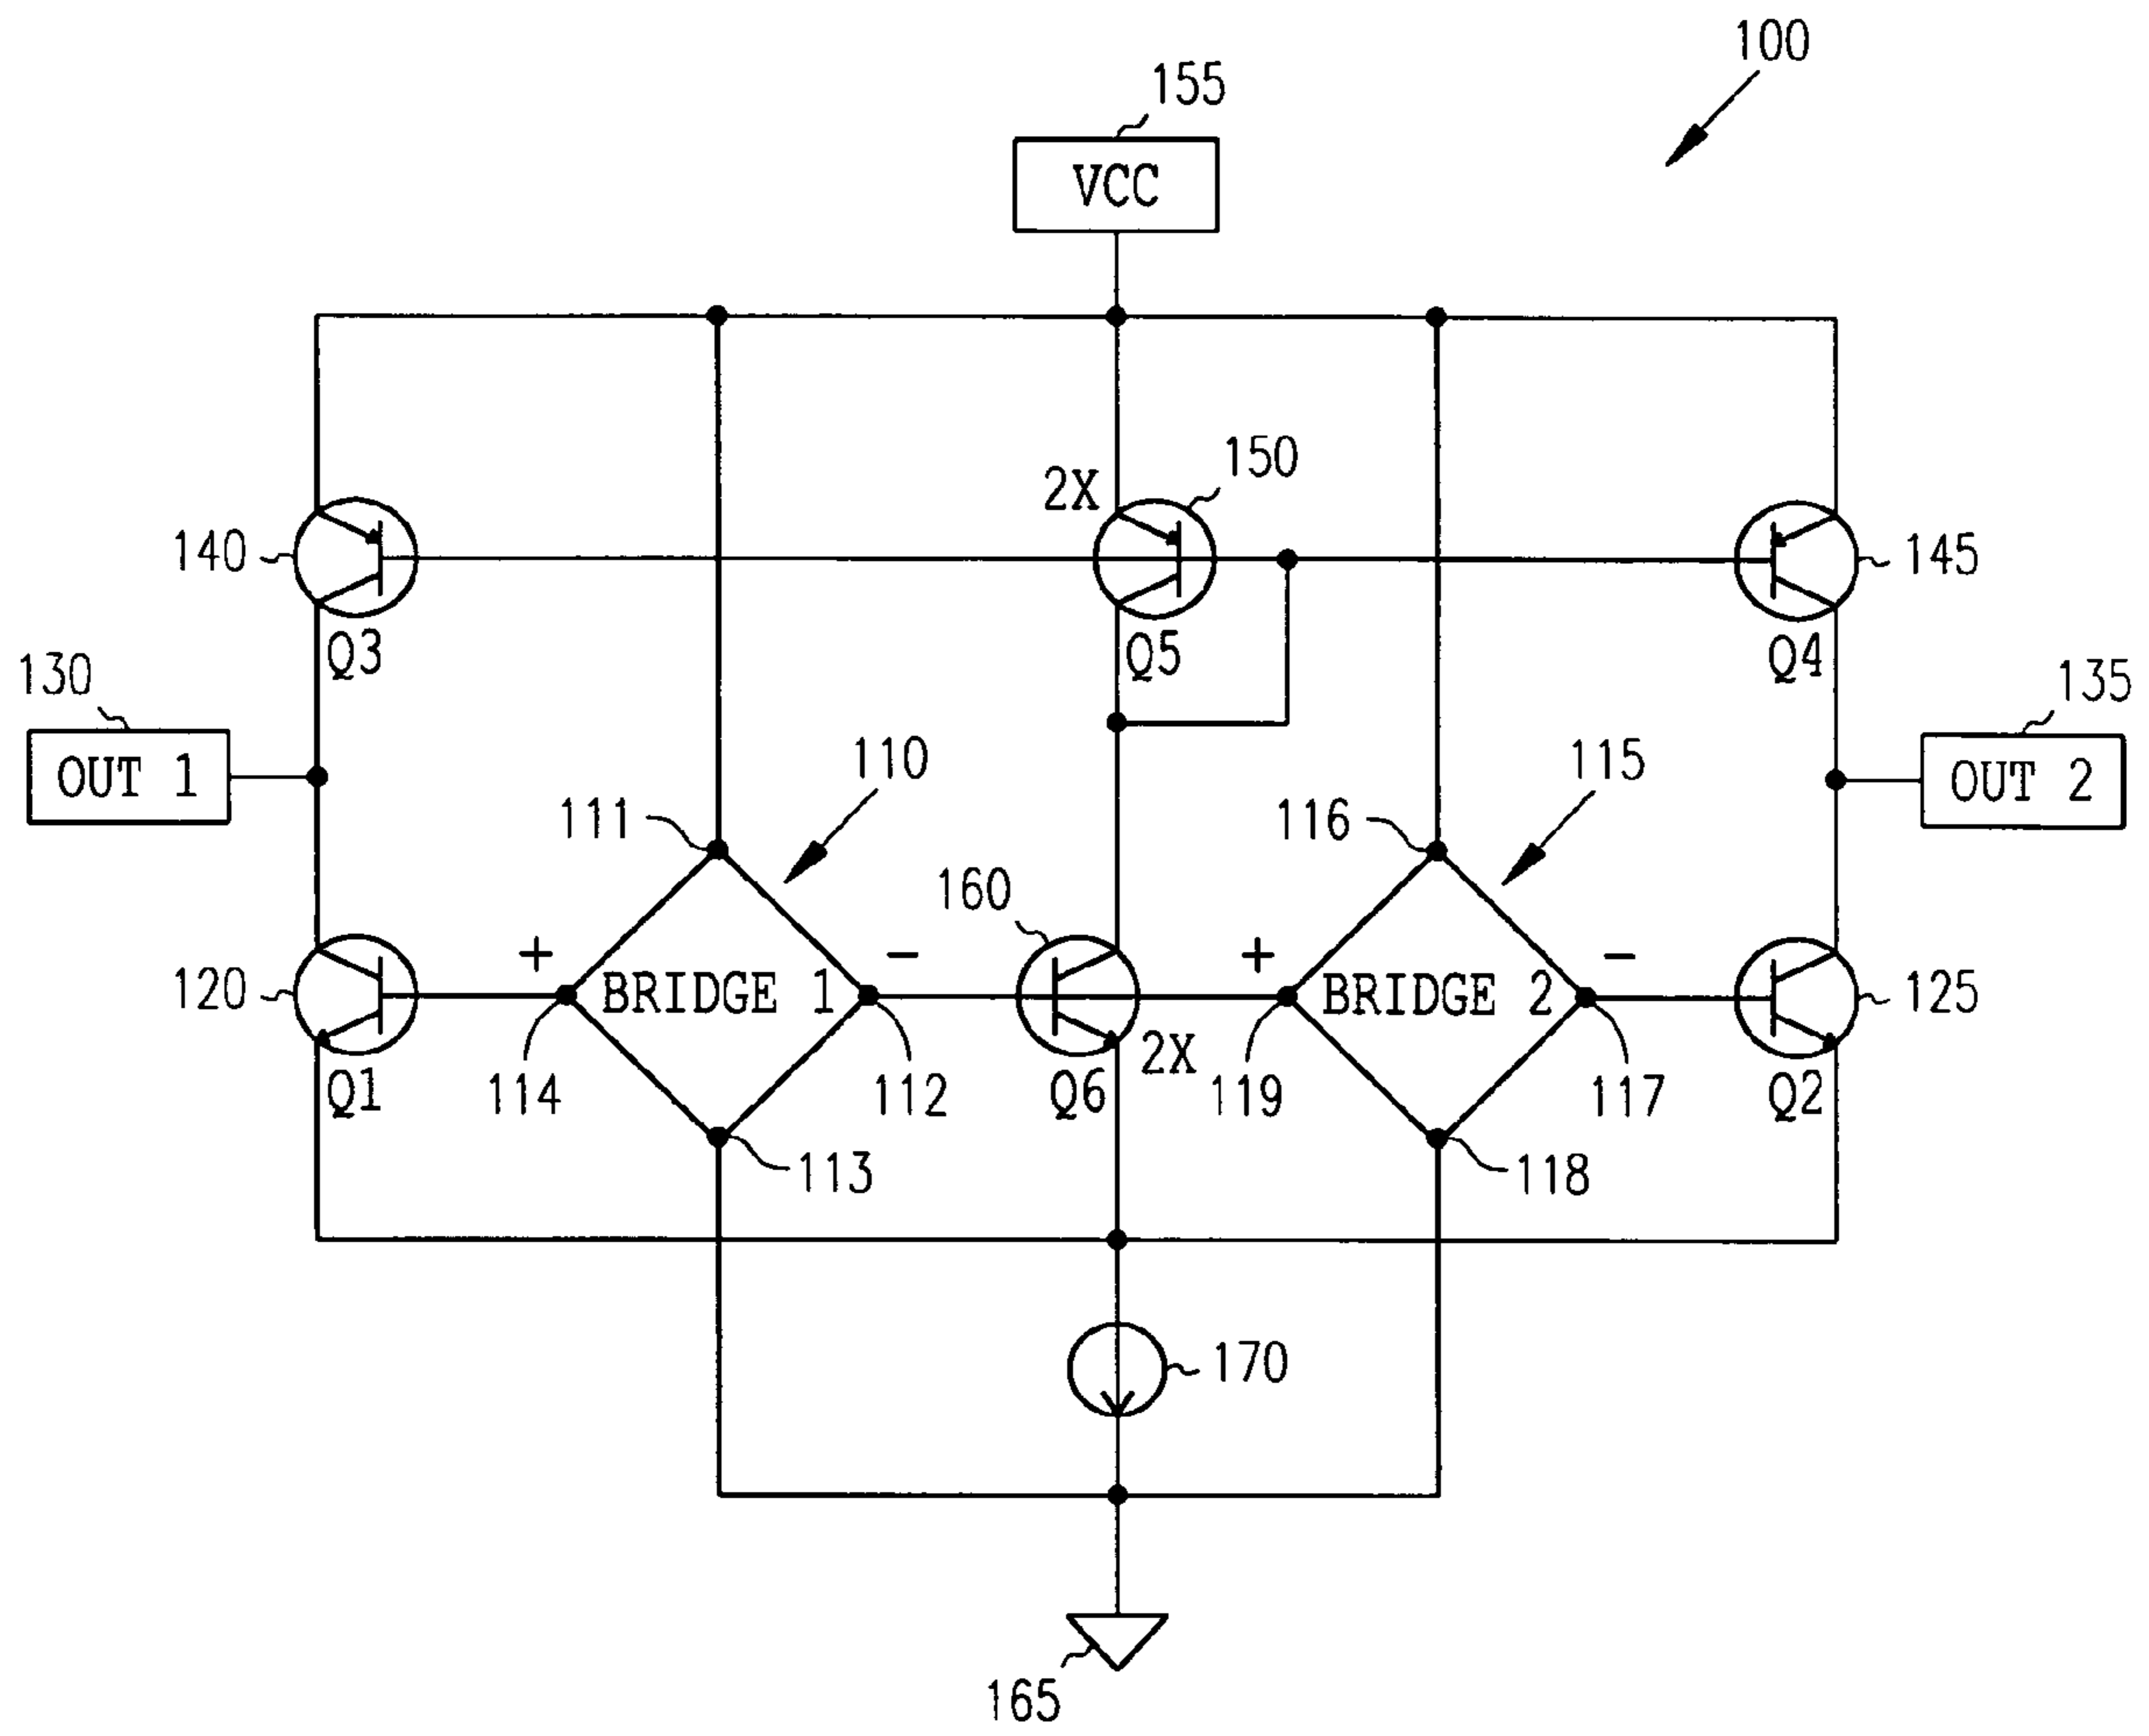 100
155
VCC
2X
150
140
145
Q3
Q5
Q4
130
135
OUT 1
OUT 2
110
115
111
116
160
+
-
+
-
120
BRIDGE 1
BRIDGE 2
125
Q1
114
112
Q6
2X
119
117
Q2
113
118
170
165